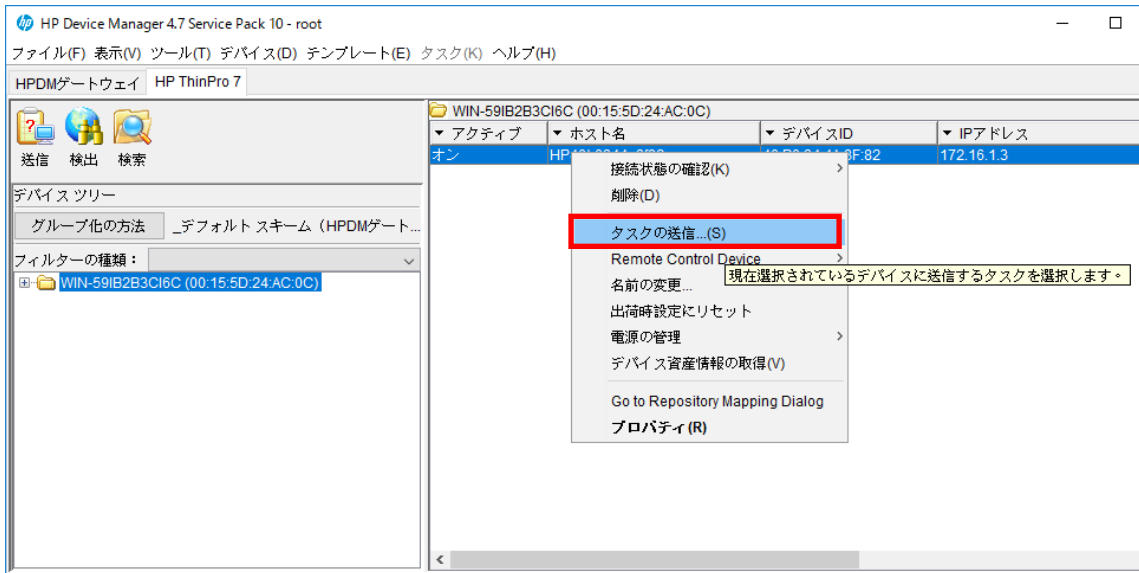 HP Device Manager 4.7 Service Pack 10 - root
ファイル(F) 表示(V) ツール(T) デバイス(D) テンプレート(E) タスク(K) ヘルプ(H)
HPDMゲートウェイ HP ThinPro 7
送信 検出 検索
デバイス ツリー
グループ化の方法 _デフォルト スキーム（HPDMゲート...
フィルターの種類：
WIN-59IB2B3CI6C (00:15:5D:24:AC:0C)
WIN-59IB2B3CI6C (00:15:5D:24:AC:0C)
アクティブ ホスト名 デバイスID IPアドレス
オン 172.16.1.3
接続状態の確認(K)
削除(D)
タスクの送信...(S)
Remote Control Device
現在選択されているデバイスに送信するタスクを選択します。
名前の変更...
出荷時設定にリセット
電源の管理
デバイス資産情報の取得(V)
Go to Repository Mapping Dialog
プロパティ(R)